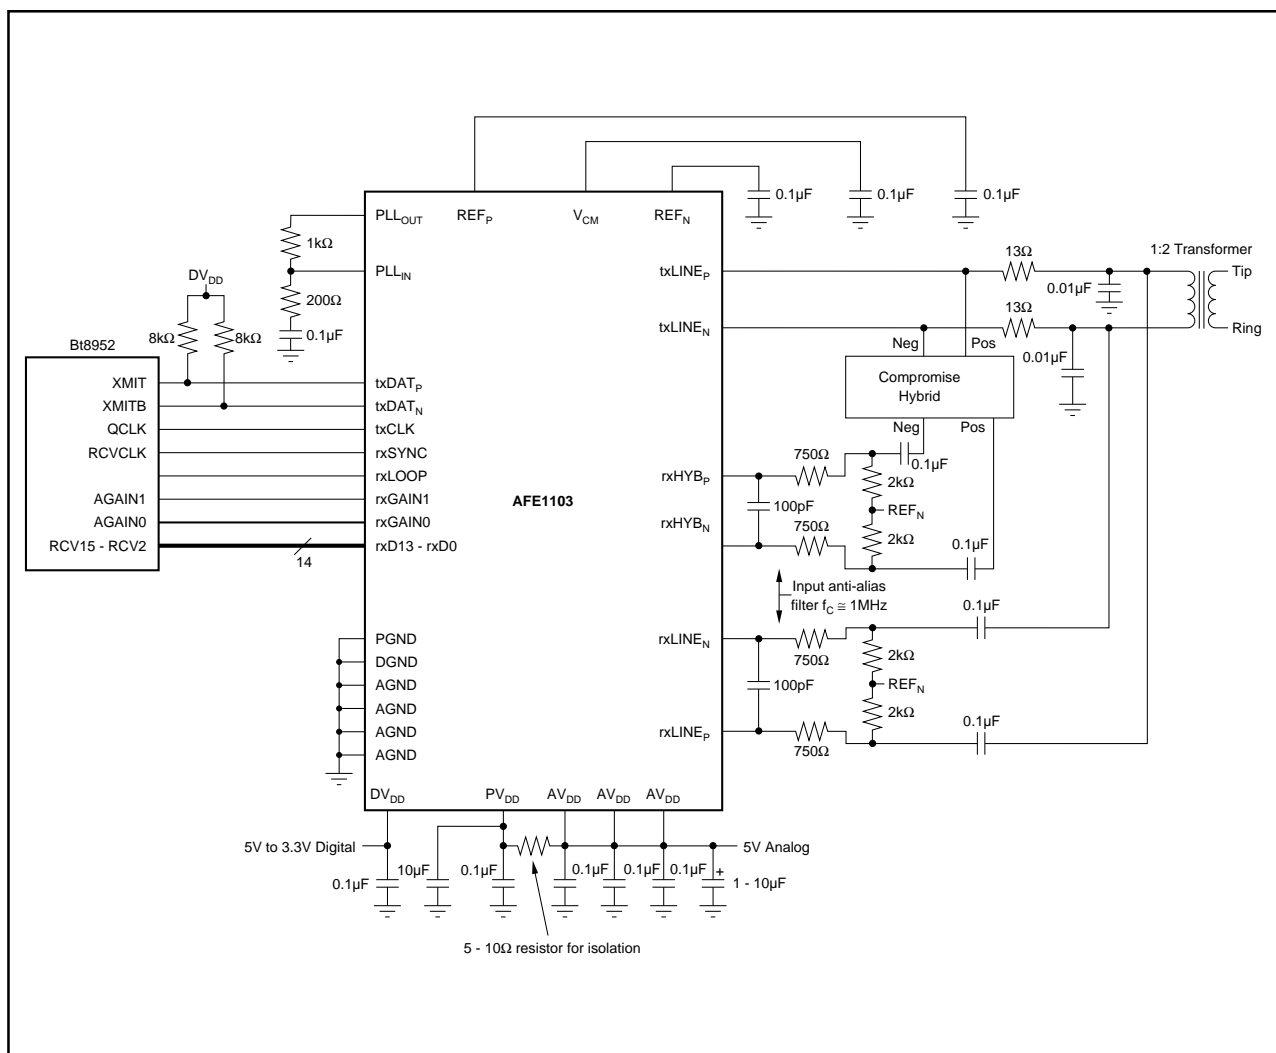 0.1µF
0.1µF
0.1µF
PLL_OUT
REF_P
V_CM
REF_N
1kΩ
PLL_IN
DV_DD
200Ω
0.1µF
8kΩ
8kΩ
txLINE_P
13Ω
1:2 Transformer
Tip
0.01µF
txLINE_N
13Ω
Ring
Neg
Pos
0.01µF
Compromise
Hybrid
Neg
Pos
Bt8952
XMIT
XMITB
QCLK
RCVCLK
AGAIN1
AGAIN0
RCV15 - RCV2
14
txDAT_P
txDAT_N
txCLK
rxSYNC
rxLOOP
rxGAIN1
rxGAIN0
rxD13 - rxD0
AFE1103
rxHYB_P
rxHYB_N
750Ω
0.1µF
2kΩ
100pF
REF_N
750Ω
2kΩ
0.1µF
Input anti-alias
filter f_C ≅ 1MHz
0.1µF
rxLINE_N
750Ω
2kΩ
100pF
REF_N
2kΩ
0.1µF
rxLINE_P
750Ω
PGND
DGND
AGND
AGND
AGND
AGND
DV_DD
PV_DD
AV_DD
AV_DD
AV_DD
5V to 3.3V Digital
5V Analog
0.1µF
10µF
0.1µF
0.1µF
0.1µF
0.1µF
+
1 - 10µF
5 - 10Ω resistor for isolation